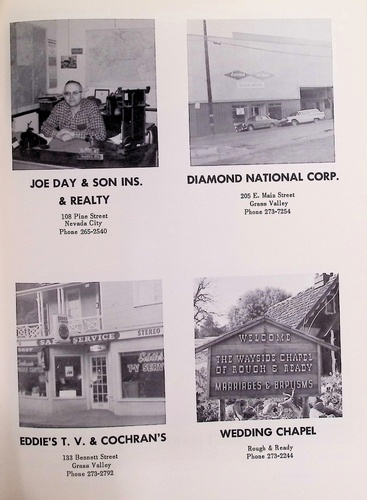 JOE DAY & SON INS.
& REALTY
108 Pine Street
Nevada City
Phone 265-2540
DIAMOND NATIONAL CORP.
205 E. Main Street
Grass Valley
Phone 273-7254
SERVICE
STEREO
Eddie's
T-V SERV
EDDIE'S T. V. & COCHRAN'S
133 Bennett Street
Grass Valley
Phone 273-2792
WELCOME
THE WAYSIDE CHAPEL
OF ROUGH & READY
MARRIAGES & BAPTISMS
WEDDING CHAPEL
Rough & Ready
Phone 273-2244